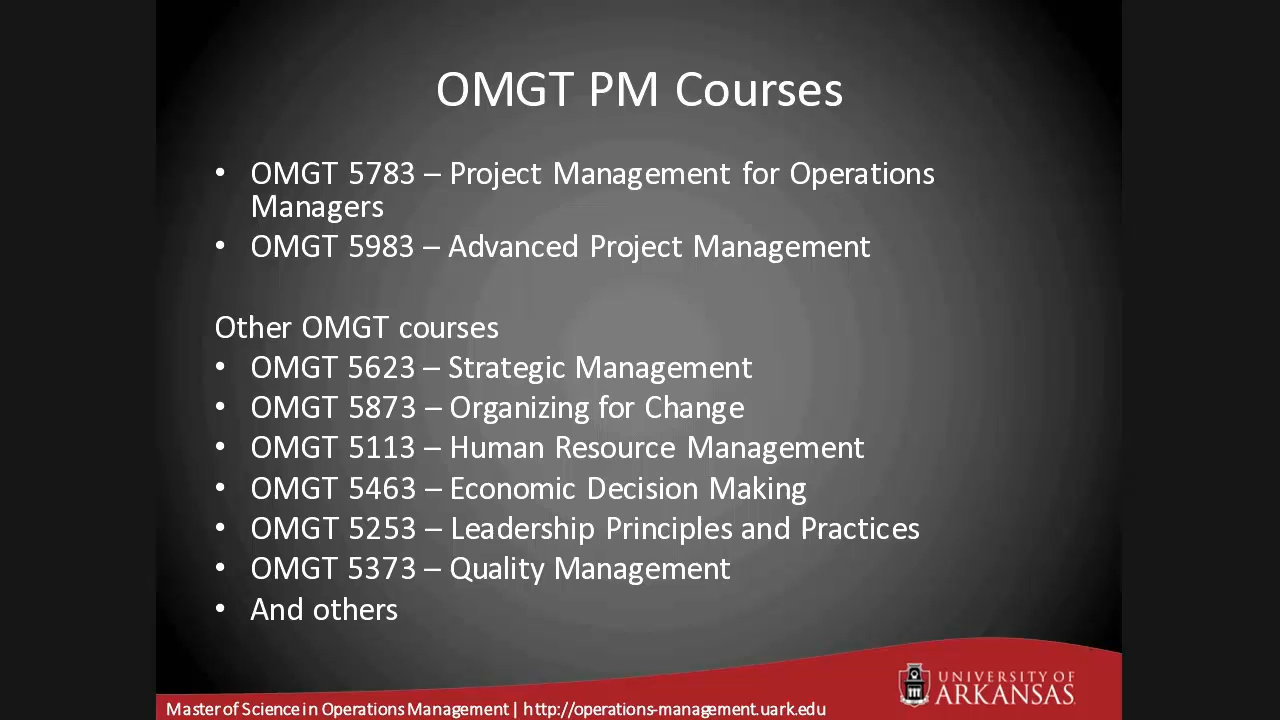 OMGT PM Courses
• OMGT 5783 – Project Management for Operations
Managers
• OMGT 5983 – Advanced Project Management
Other OMGT courses
• OMGT 5623 – Strategic Management
• OMGT 5873 – Organizing for Change
• OMGT 5113 – Human Resource Management
• OMGT 5463 – Economic Decision Making
• OMGT 5253 – Leadership Principles and Practices
• OMGT 5373 – Quality Management
• And others
UNIVERSITY OF
ARKANSAS
Master of Science in Operations Management | http://operations-management.uark.edu